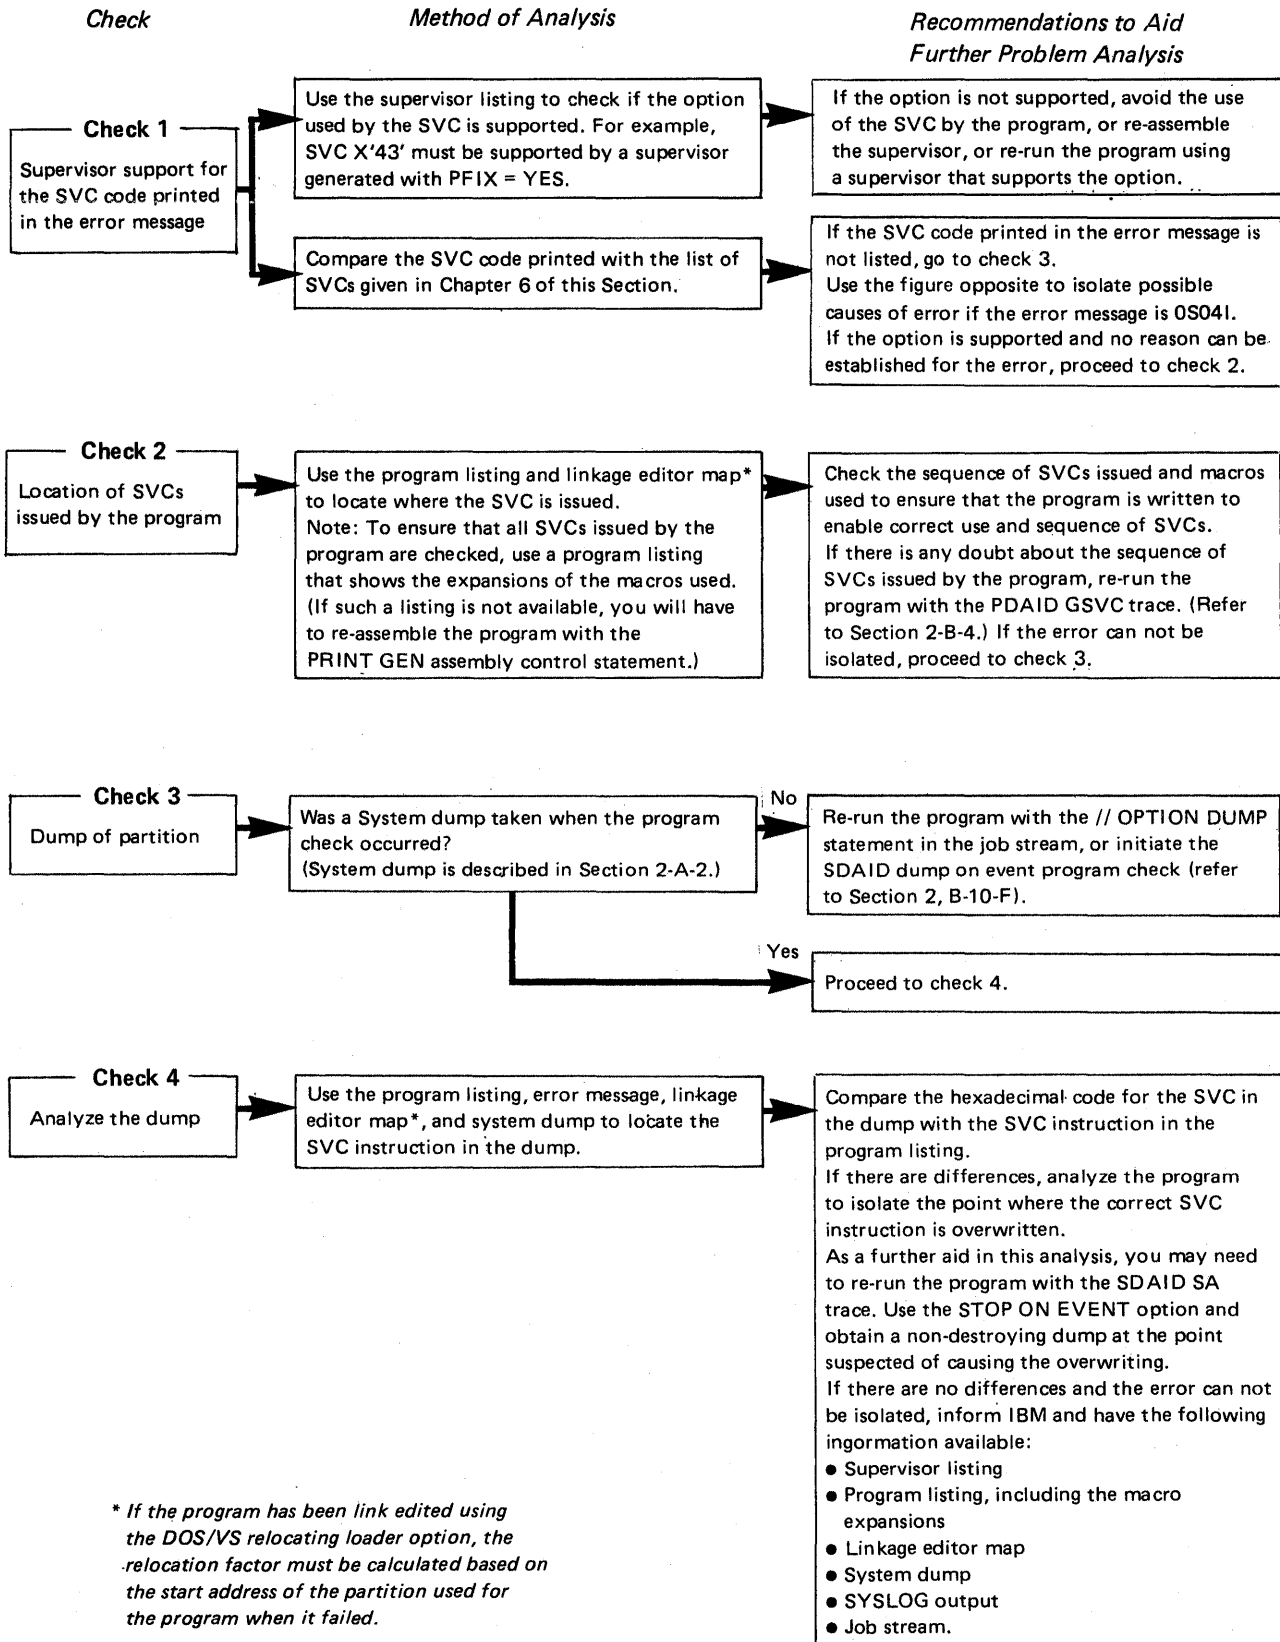 Check
Method of Analysis
Recommendations to Aid
Further Problem Analysis
Check 1
Supervisor support for
the SVC code printed
in the error message
Use the supervisor listing to check if the option
used by the SVC is supported. For example,
SVC X'43' must be supported by a supervisor
generated with PFIX = YES.
If the option is not supported, avoid the use
of the SVC by the program, or re-assemble
the supervisor, or re-run the program using
a supervisor that supports the option.
Compare the SVC code printed with the list of
SVCs given in Chapter 6 of this Section.
If the SVC code printed in the error message is
not listed, go to check 3.
Use the figure opposite to isolate possible
causes of error if the error message is 0S04I.
If the option is supported and no reason can be
established for the error, proceed to check 2.
Check 2
Location of SVCs
issued by the program
Use the program listing and linkage editor map*
to locate where the SVC is issued.
Note: To ensure that all SVCs issued by the
program are checked, use a program listing
that shows the expansions of the macros used.
(If such a listing is not available, you will have
to re-assemble the program with the
PRINT GEN assembly control statement.)
Check the sequence of SVCs issued and macros
used to ensure that the program is written to
enable correct use and sequence of SVCs.
If there is any doubt about the sequence of
SVCs issued by the program, re-run the
program with the PDAID GSVC trace. (Refer
to Section 2-B-4.) If the error can not be
isolated, proceed to check 3.
Check 3
Dump of partition
Was a System dump taken when the program
check occurred?
(System dump is described in Section 2-A-2.)
No
Re-run the program with the // OPTION DUMP
statement in the job stream, or initiate the
SDAID dump on event program check (refer
to Section 2, B-10-F).
Yes
Proceed to check 4.
Check 4
Analyze the dump
Use the program listing, error message, linkage
editor map*, and system dump to locate the
SVC instruction in the dump.
Compare the hexadecimal code for the SVC in
the dump with the SVC instruction in the
program listing.
If there are differences, analyze the program
to isolate the point where the correct SVC
instruction is overwritten.
As a further aid in this analysis, you may need
to re-run the program with the SDAID SA
trace. Use the STOP ON EVENT option and
obtain a non-destroying dump at the point
suspected of causing the overwriting.
If there are no differences and the error can not
be isolated, inform IBM and have the following
ingormation available:
● Supervisor listing
● Program listing, including the macro
expansions
● Linkage editor map
● System dump
● SYSLOG output
● Job stream.
* If the program has been link edited using
the DOS/VS relocating loader option, the
relocation factor must be calculated based on
the start address of the partition used for
the program when it failed.